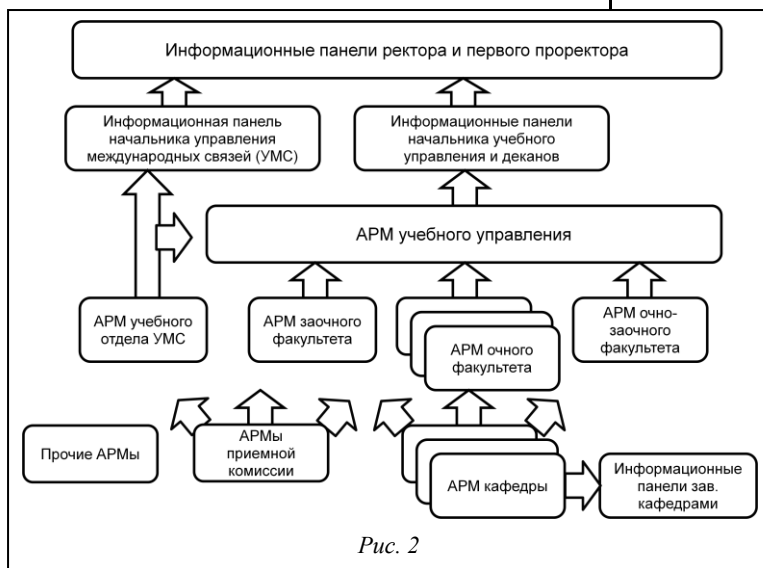 Информационные панели ректора и первого проректора
Информационная панель
начальника управления
международных связей (УМС)
Информационные панели
начальника учебного
управления и деканов
АРМ учебного управления
АРМ учебного
отдела УМС
АРМ заочного
факультета
АРМ очного
факультета
АРМ очно-
заочного
факультета
Прочие АРМы
АРМы
приемной
комиссии
АРМ кафедры
Информационные
панели зав.
кафедрами
Рис. 2